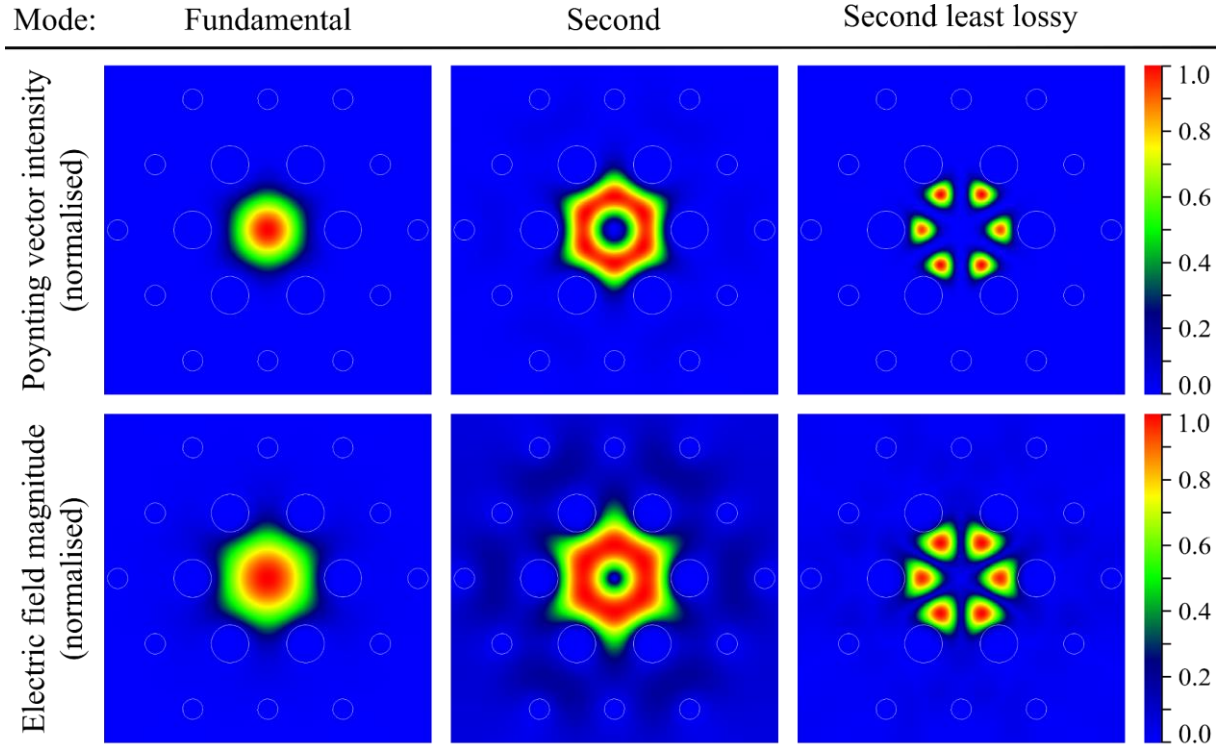 Mode: Fundamental Second Second least lossy
Poynting vector intensity
(normalised)
1.0
0.8
0.6
0.4
0.2
0.0
Electric field magnitude
(normalised)
1.0
0.8
0.6
0.4
0.2
0.0